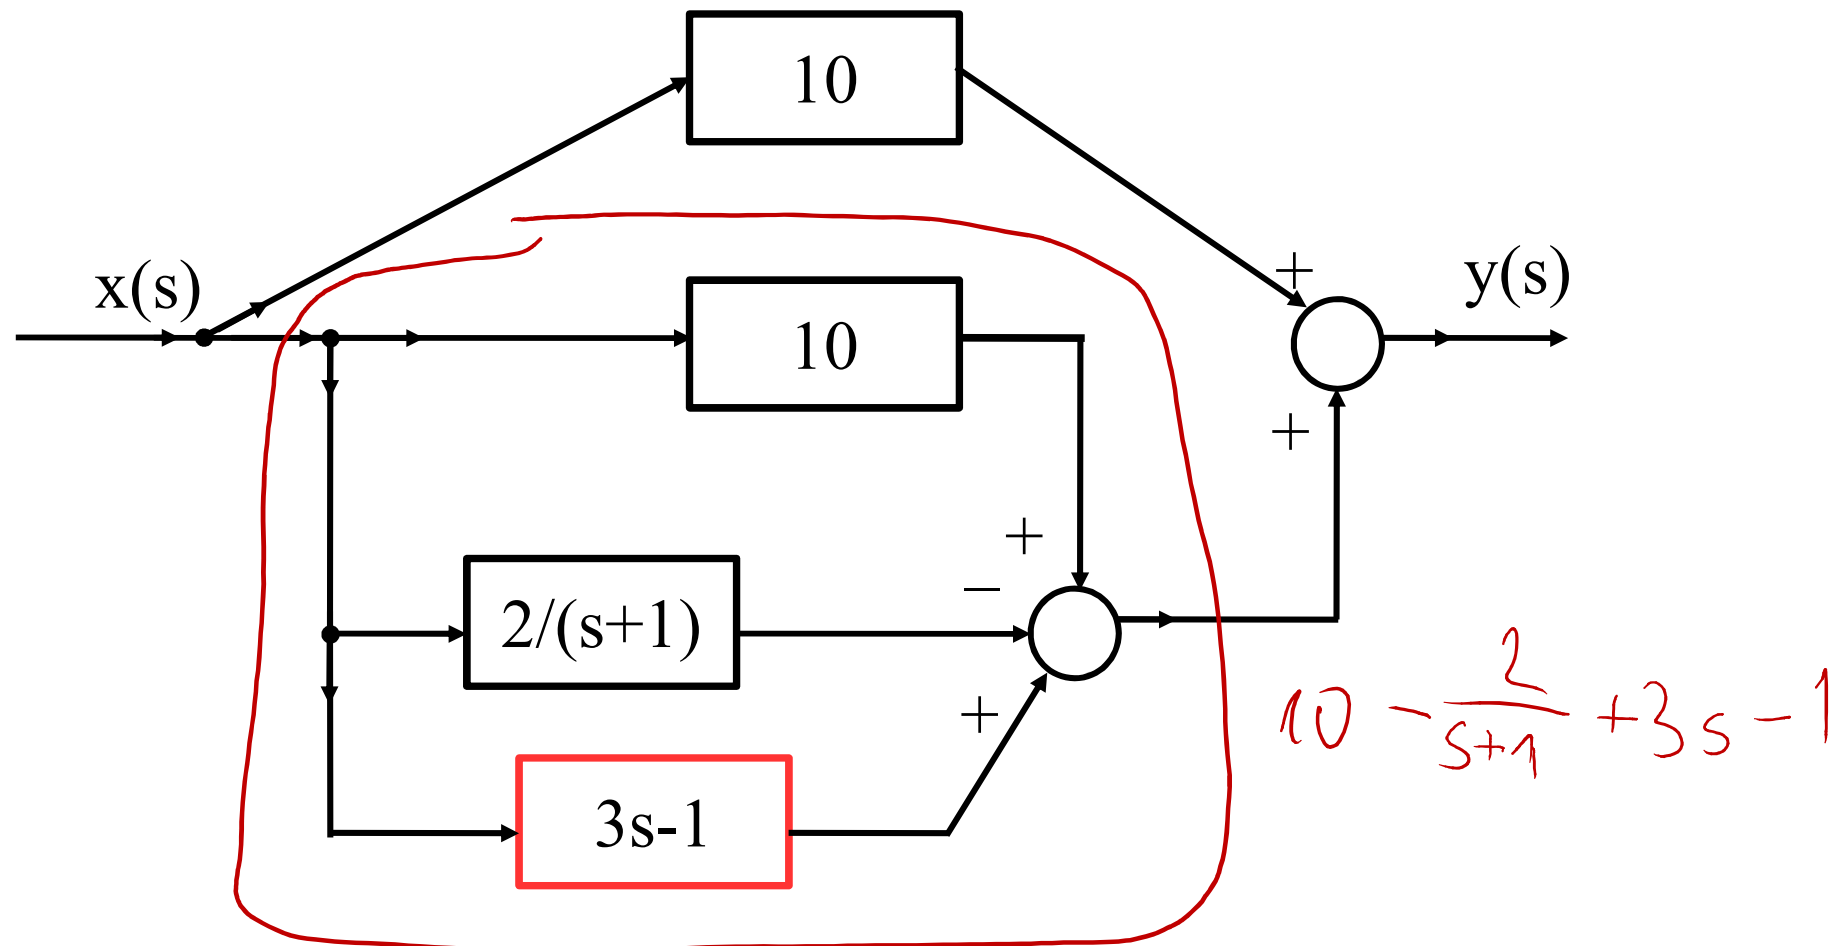 10
x(s)
10
+
y(s)
+
+
−
2/(s+1)
+
3s-1
10 - 2/(s+1) + 3s - 1